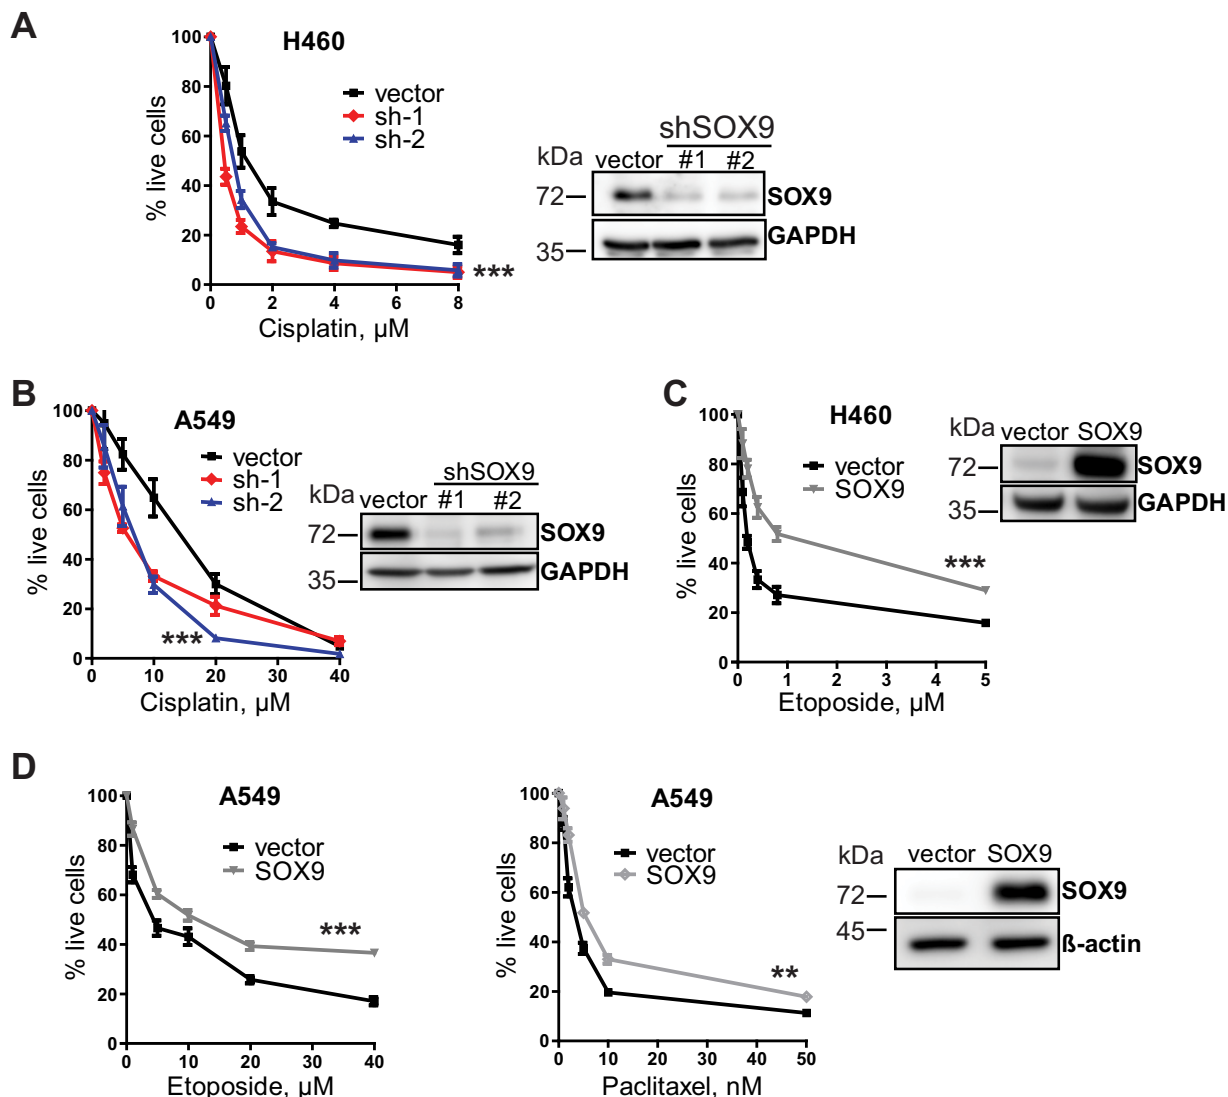 A
H460
vector
sh-1
sh-2
% live cells
100
80
60
40
20
0
0 2 4 6 8
***
Cisplatin, µM
shSOX9
kDa vector #1 #2
72 SOX9
35 GAPDH
B
A549
vector
sh-1
sh-2
% live cells
100
80
60
40
20
0
0 10 20 30 40
***
Cisplatin, µM
shSOX9
kDa vector #1 #2
72 SOX9
35 GAPDH
C
H460
vector
SOX9
% live cells
100
80
60
40
20
0
0 1 2 3 4 5
***
Etoposide, µM
kDa vector SOX9
72 SOX9
35 GAPDH
D
A549
vector
SOX9
% live cells
100
80
60
40
20
0
0 10 20 30 40
***
Etoposide, µM
A549
vector
SOX9
% live cells
100
80
60
40
20
0
0 10 20 30 40 50
**
Paclitaxel, nM
kDa vector SOX9
72 SOX9
45 ß-actin